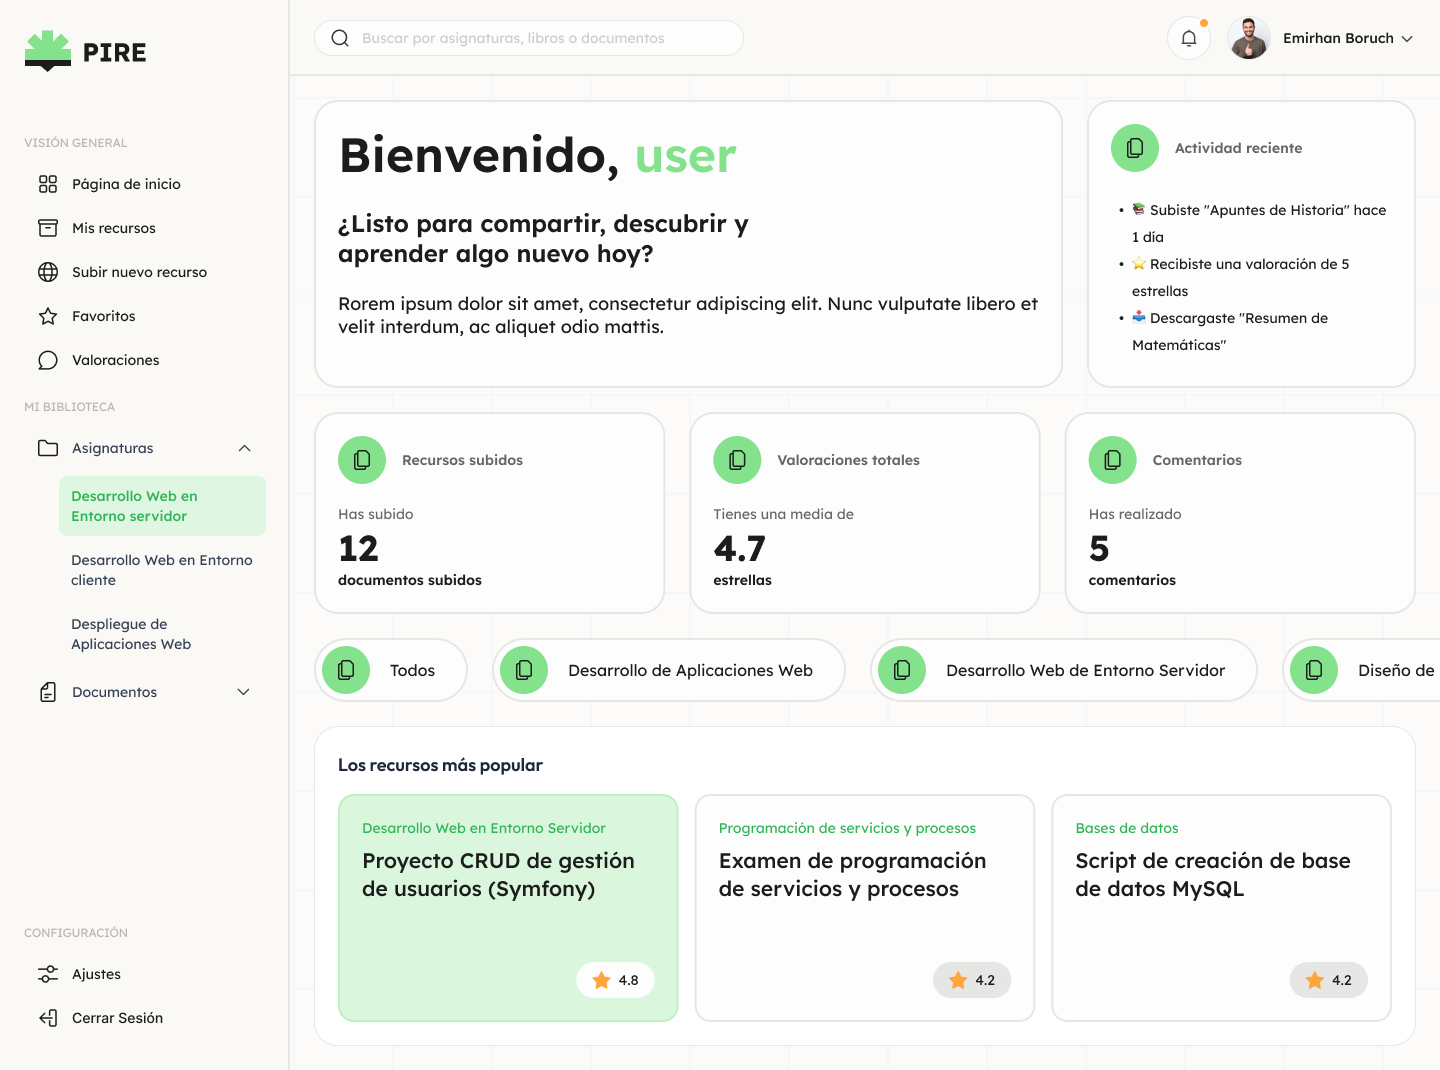 PIRE
VISIÓN GENERAL
Página de inicio
Mis recursos
Subir nuevo recurso
Favoritos
Valoraciones
MI BIBLIOTECA
Asignaturas
Desarrollo Web en
Entorno servidor
Desarrollo Web en Entorno
cliente
Despliegue de
Aplicaciones Web
Documentos
CONFIGURACIÓN
Ajustes
Cerrar Sesión
Buscar por asignaturas, libros o documentos
Emirhan Boruch
Bienvenido, user
¿Listo para compartir, descubrir y
aprender algo nuevo hoy?
Rorem ipsum dolor sit amet, consectetur adipiscing elit. Nunc vulputate libero et
velit interdum, ac aliquet odio mattis.
Actividad reciente
• 📚 Subiste "Apuntes de Historia" hace
1 día
• ⭐ Recibiste una valoración de 5
estrellas
• 📥 Descargaste "Resumen de
Matemáticas"
Recursos subidos
Has subido
12
documentos subidos
Valoraciones totales
Tienes una media de
4.7
estrellas
Comentarios
Has realizado
5
comentarios
Todos
Desarrollo de Aplicaciones Web
Desarrollo Web de Entorno Servidor
Diseño de
Los recursos más popular
Desarrollo Web en Entorno Servidor
Proyecto CRUD de gestión
de usuarios (Symfony)
4.8
Programación de servicios y procesos
Examen de programación
de servicios y procesos
4.2
Bases de datos
Script de creación de base
de datos MySQL
4.2